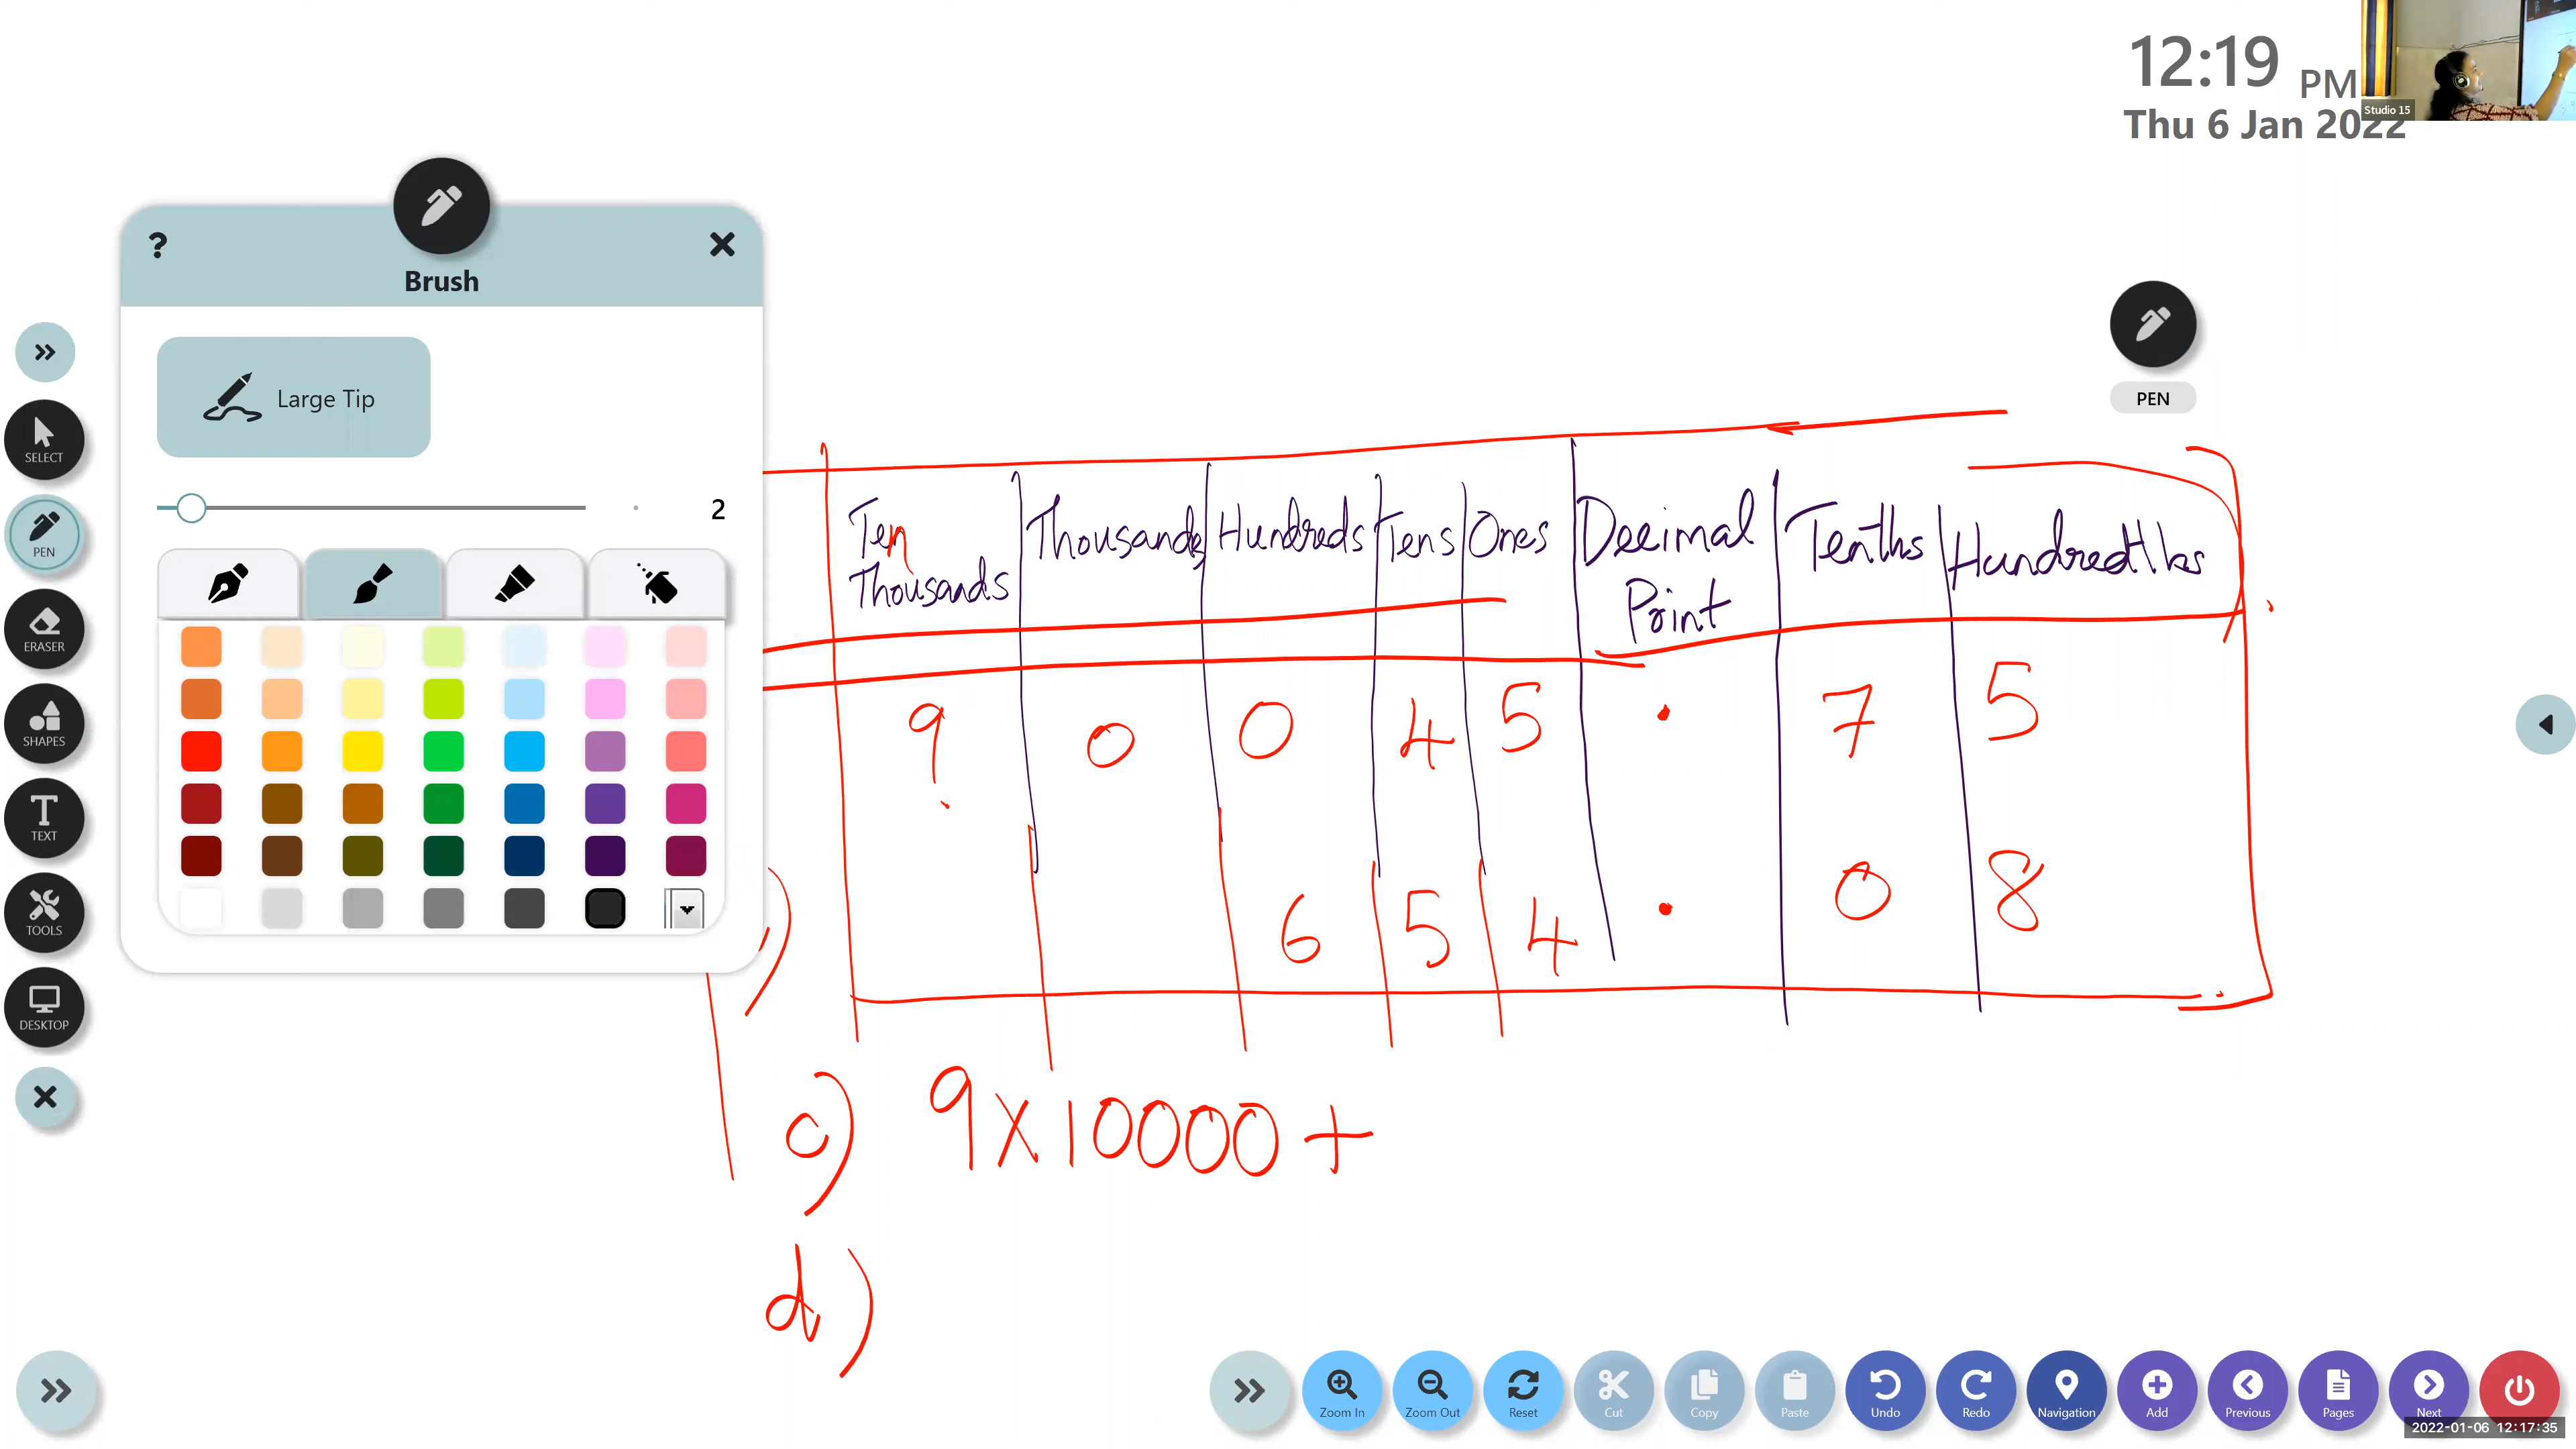 12:19 PM
Studio 15
Thu 6 Jan 2022
?
Brush
Large Tip
2
SELECT
PEN
ERASER
SHAPES
TEXT
TOOLS
DESKTOP
PEN
Ten Thousands Thousands Hundreds Tens Ones Decimal Point Tenths Hundredths
9 0 0 4 5 . 7 5
6 5 4 . 0 8
c) 9×10000+
d)
Zoom In Zoom Out Reset Cut Copy Paste Undo Redo Navigation Add Previous Pages Next
2022-01-06 12:17:35